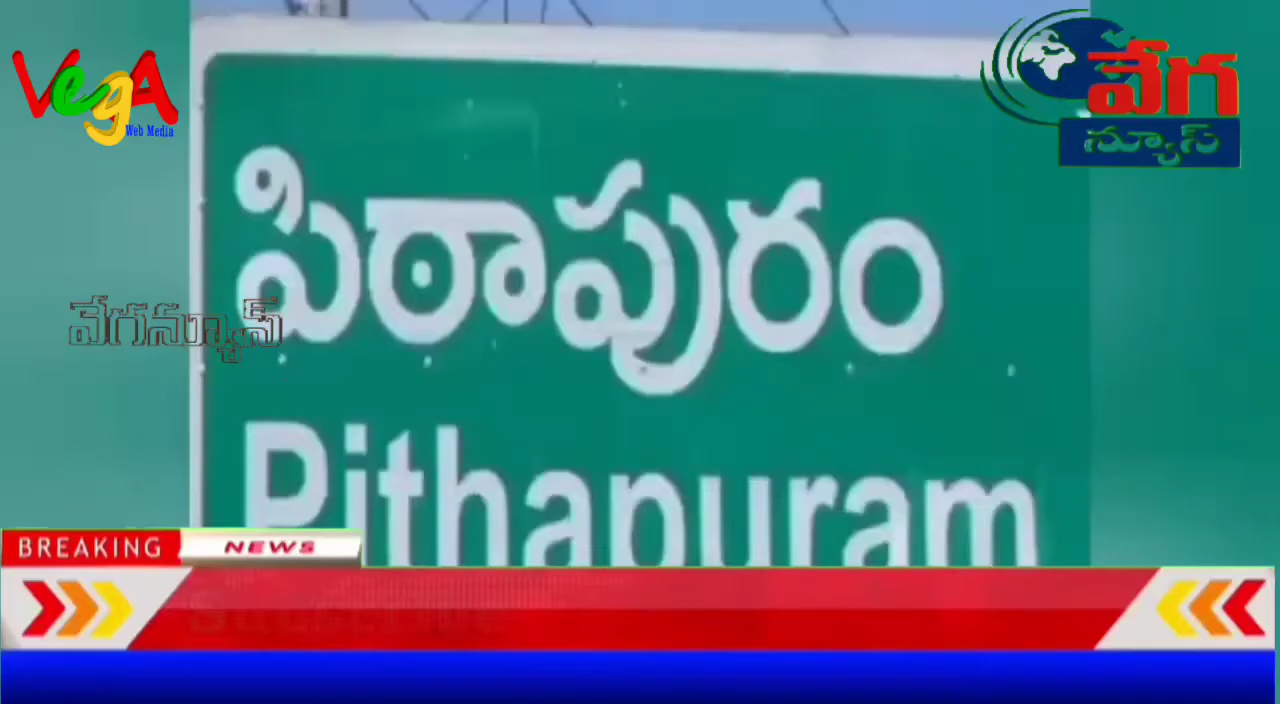 VegA
Web Media
వేగ
న్యూస్
పిఠాపురం
వేగన్యూస్
Pithapuram
BREAKING
NEWS